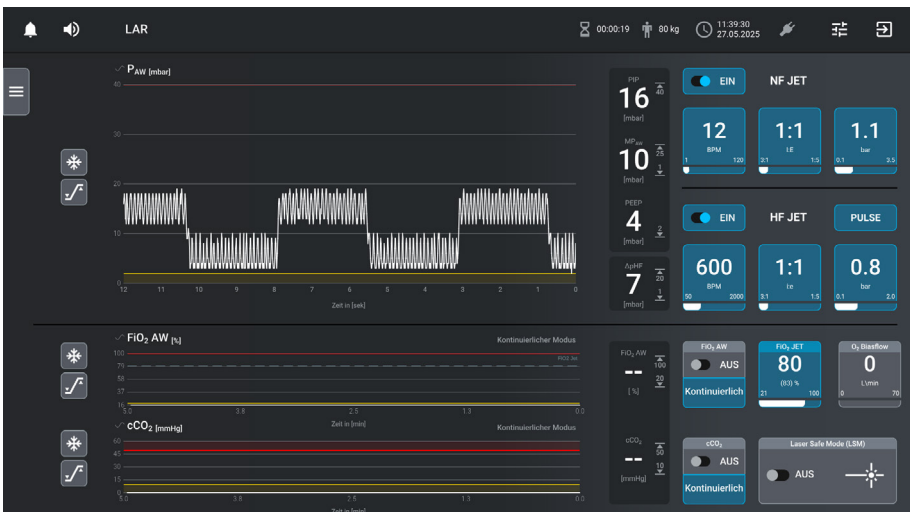 LAR
00:00:19
80 kg
11:39:30
27.05.2025
PAW [mbar]
40
30
20
10
0
12 11 10 9 8 7 6 5 4 3 2 1 0
Zeit in [sek]
PIP
16
40
[mbar]
MPAW
10
25
1
[mbar]
PEEP
4
2
[mbar]
ΔpHF
7
20
1
[mbar]
EIN
NF JET
12
BPM
1 120
1:1
I:E
3:1 1:5
1.1
bar
0.1 3.5
EIN
HF JET
PULSE
600
BPM
50 2000
1:1
I:e
3:1 1:5
0.8
bar
0.1 2.0
FiO2 AW [%]
Kontinuierlicher Modus
100
79
58
37
16
FiO2 Jet
5.0 3.8 2.5 1.3 0.0
Zeit in [min]
FiO2 AW
--
100
20
[%]
FiO2 AW
AUS
Kontinuierlich
FiO2 JET
80
(83) %
21 100
O2 Biasflow
0
L\min
0 70
cCO2 [mmHg]
Kontinuierlicher Modus
60
45
30
15
0
5.0 3.8 2.5 1.3 0.0
Zeit in [min]
cCO2
--
50
10
[mmHg]
cCO2
AUS
Kontinuierlich
Laser Safe Mode (LSM)
AUS